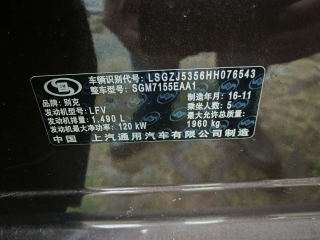 车辆识别代号: LSGZJ5356HH076543
整车型号: SGM7155EAA1
品牌: 别克 制造年月: 16-11
发动机型号: LFV 乘坐人数: 5
发动机排量: 1.490 L 最大允许总质量:
发动机最大净功率: 120 kW 1960 kg
中国 上汽通用汽车有限公司 制造